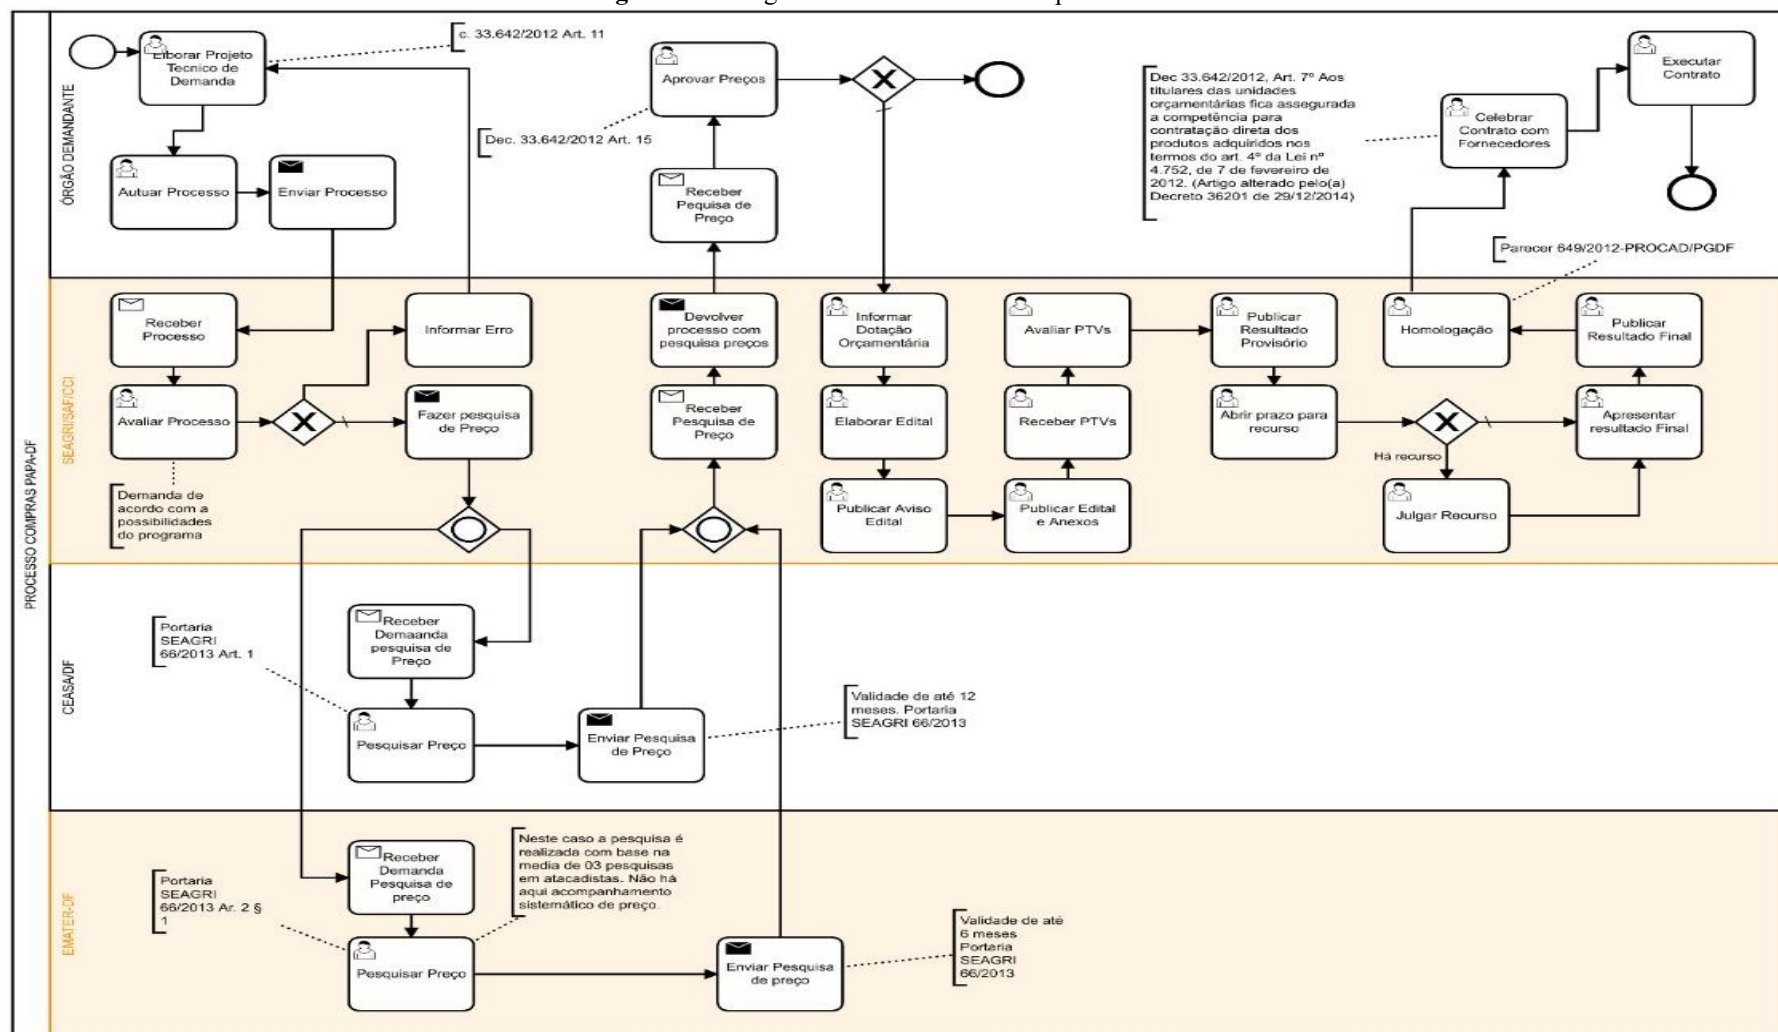 PROCESSO COMPRAS PAPA-DF
ÓRGÃO DEMANDANTE
Elborar Projeto
Tecnico de
Demanda
c. 33.642/2012 Art. 11
Autuar Processo
Enviar Processo
Aprovar Preços
Dec. 33.642/2012 Art. 15
Receber
Pequisa de
Preço
Dec 33.642/2012, Art. 7º Aos
titulares das unidades
orçamentárias fica assegurada
a competência para
contratação direta dos
produtos adquiridos nos
termos do art. 4º da Lei nº
4.752, de 7 de fevereiro de
2012. (Artigo alterado pelo(a)
Decreto 36201 de 29/12/2014)
Celebrar
Contrato com
Fornecedores
Executar
Contrato
Parecer 649/2012-PROCAD/PGDF
SEAGRI/SAF/CCI
Receber
Processo
Informar Erro
Avaliar Processo
Fazer pesquisa
de Preço
Demanda de
acordo com a
possibilidades
do programa
Devolver
processo com
pesquisa preços
Receber
Pesquisa de
Preço
Informar
Dotação
Orçamentária
Elaborar Edital
Publicar Aviso
Edital
Avaliar PTVs
Receber PTVs
Publicar Edital
e Anexos
Publicar
Resultado
Provisório
Abrir prazo para
recurso
Homologação
Publicar
Resultado Final
Apresentar
resultado Final
Há recurso
Julgar Recurso
CEASA/DF
Portaria
SEAGRI
66/2013 Art. 1
Receber
Demaanda
pesquisa de
Preço
Pesquisar Preço
Enviar Pesquisa
de Preço
Validade de até 12
meses. Portaria
SEAGRI 66/2013
EMATER-DF
Portaria
SEAGRI
66/2013 Ar. 2 §
1
Receber
Demanda
Pesquisa de
preço
Neste caso a pesquisa é
realizada com base na
media de 03 pesquisas
em atacadistas. Não há
aqui acompanhamento
sistemático de preço.
Pesquisar Preço
Enviar Pesquisa
de preço
Validade de até
6 meses
Portaria
SEAGRI
66/2013